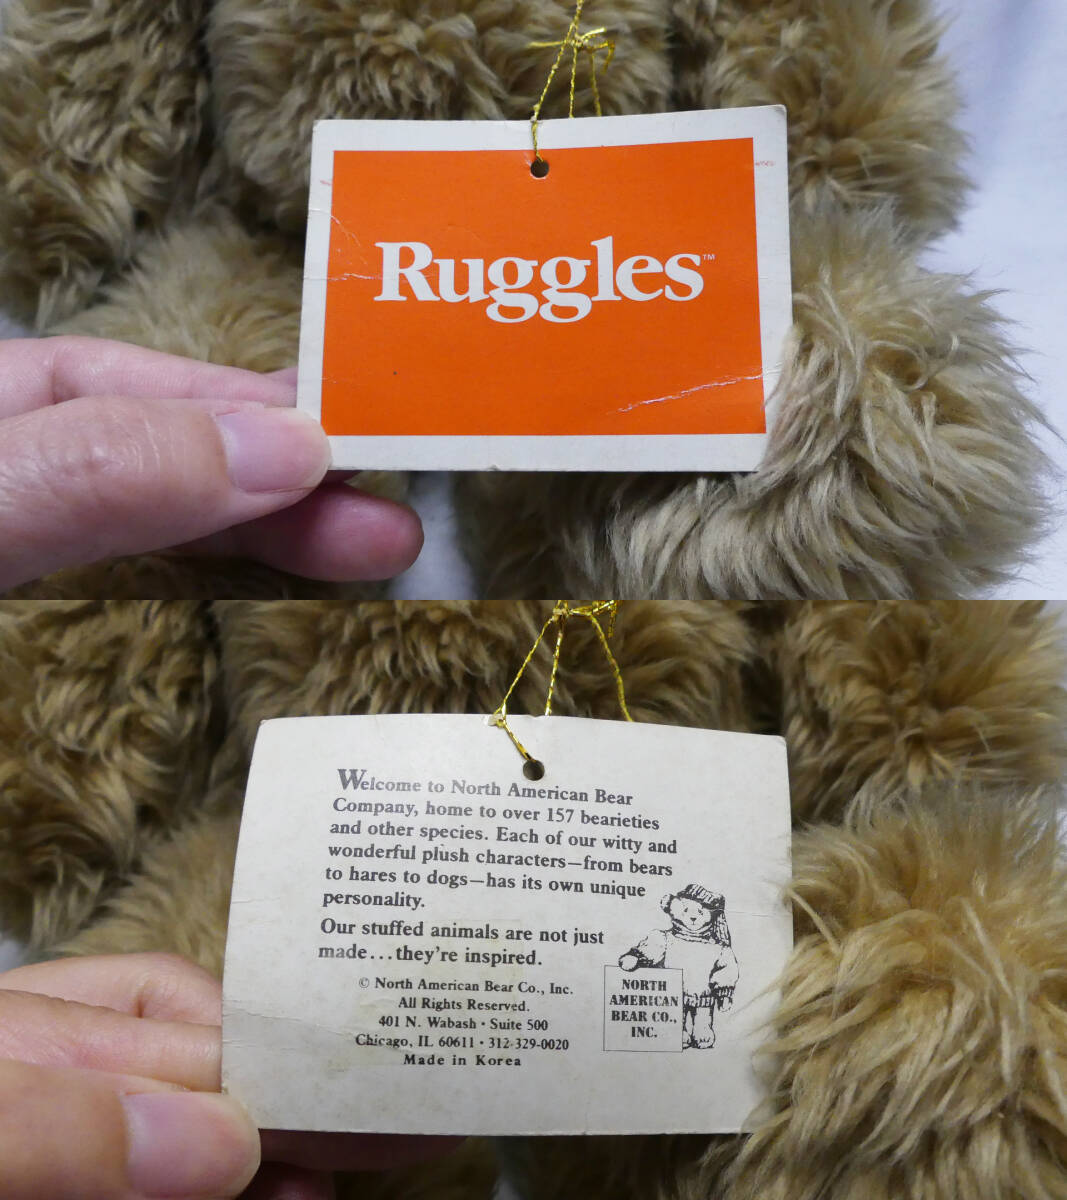 Ruggles™
Welcome to North American Bear
Company, home to over 157 bearieties
and other species. Each of our witty and
wonderful plush characters—from bears
to hares to dogs—has its own unique
personality.
Our stuffed animals are not just
made...they're inspired.
© North American Bear Co., Inc.
All Rights Reserved.
401 N. Wabash · Suite 500
Chicago, IL 60611 · 312-329-0020
Made in Korea
NORTH
AMERICAN
BEAR CO.,
INC.